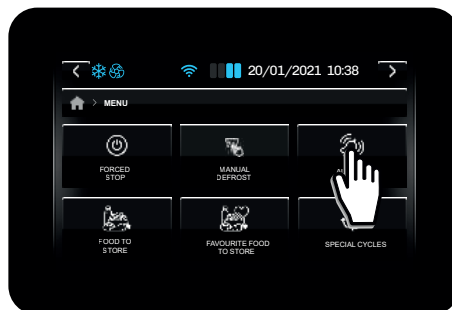 20/01/2021 10:38
> MENU
FORCED
STOP
MANUAL
DEFROST
FOOD TO
STORE
FAVOURITE FOOD
TO STORE
SPECIAL CYCLES